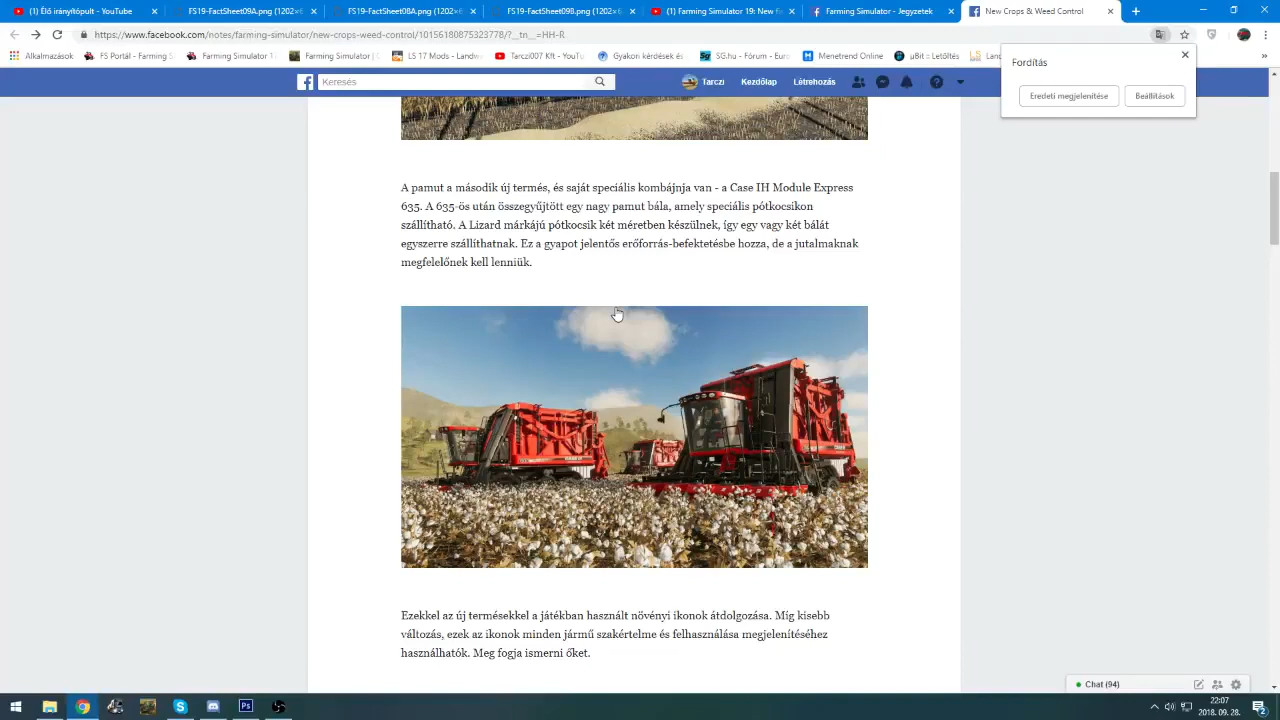 (1) Élő irányítópult - YouTube
FS19-FactSheet09A.png (1202×6
FS19-FactSheet08A.png (1202×6
FS19-FactSheet09B.png (1202×6
(1) Farming Simulator 19: New Fe
Farming Simulator - Jegyzetek
New Crops & Weed Control
https://www.facebook.com/notes/farming-simulator/new-crops-weed-control/10156180875323778/?__tn__=HH-R
Alkalmazások
FS Portál - Farming S
Farming Simulator 1
Farming Simulator |
LS 17 Mods - Landw
Tarczi007 KFt - YouTu
Gyakori kérdések és
SG.hu - Fórum - Euro
Menetrend Online
µBit :: Letöltés
Land
Fordítás
Eredeti megjelenítése
Beállítások
Keresés
Tarczi
Kezdőlap
Létrehozás
A pamut a második új termés, és saját speciális kombájnja van - a Case IH Module Express
635. A 635-ös után összegyűjtött egy nagy pamut bála, amely speciális pótkocsikon
szállítható. A Lizard márkájú pótkocsik két méretben készülnek, így egy vagy két bálát
egyszerre szállíthatnak. Ez a gyapot jelentős erőforrás-befektetésbe hozza, de a jutalmaknak
megfelelőnek kell lenniük.
Ezekkel az új termésekkel a játékban használt növényi ikonok átdolgozása. Míg kisebb
változás, ezek az ikonok minden jármű szakértelme és felhasználása megjelenítéséhez
használhatók. Meg fogja ismerni őket.
Chat (94)
22:07
2018. 09. 28.
2